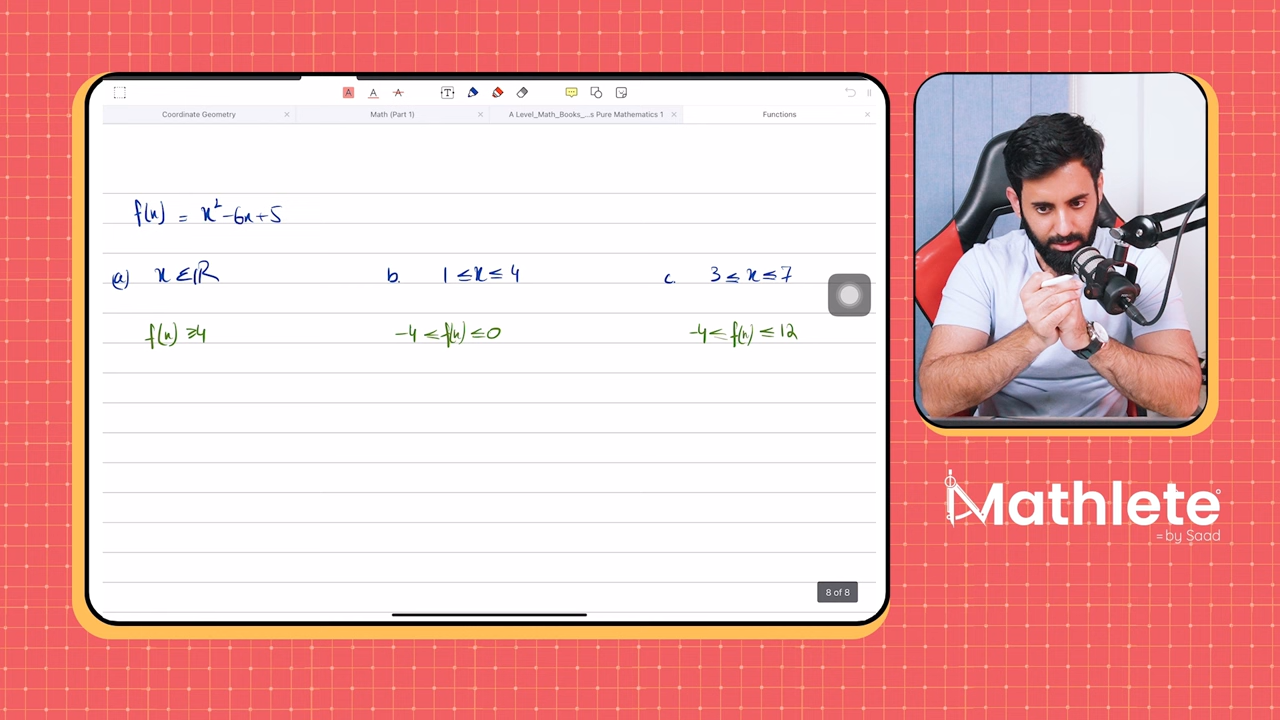 Coordinate Geometry
Math (Part 1)
A Level_Math_Books_...s Pure Mathematics 1
Functions
f(x) = x² - 6x + 5
(a) x ∈ ℝ
b. 1 ≤ x ≤ 4
c. 3 ≤ x ≤ 7
f(x) ≥ 4
-4 ≤ f(x) ≤ 0
-4 ≤ f(x) ≤ 12
8 of 8
Mathlete
= by Saad